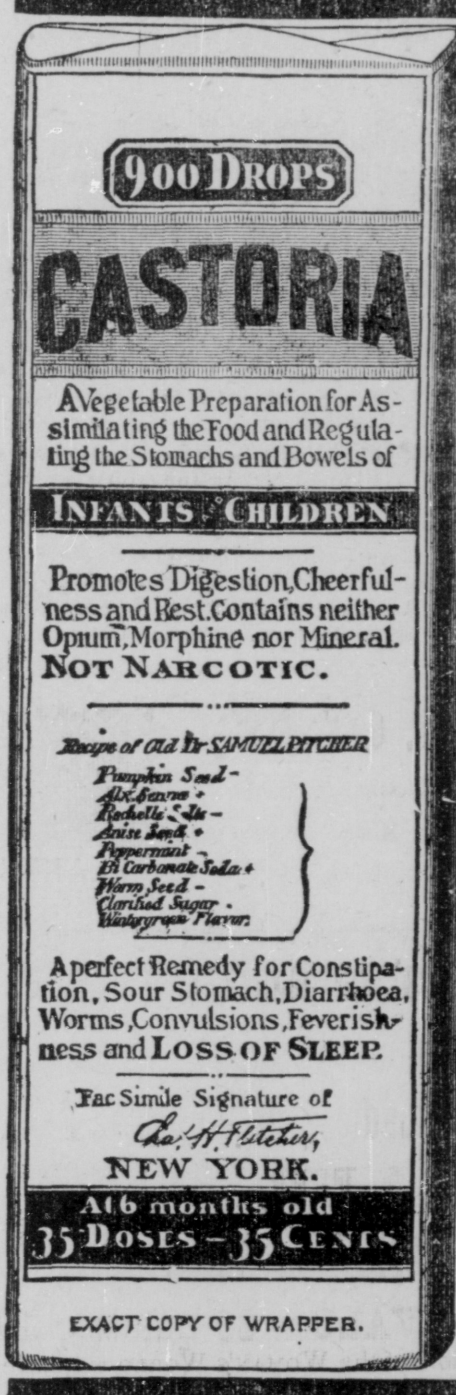 900 DROPS
CASTORIA
A Vegetable Preparation for As-
similating the Food and Regula-
ting the Stomachs and Bowels of
INFANTS AND CHILDREN
Promotes Digestion, Cheerful-
ness and Rest. Contains neither
Opium, Morphine nor Mineral.
NOT NARCOTIC.
Recipe of Old Dr SAMUEL PITCHER
Pumpkin Seed -
Alx. Senna +
Rochelle Salts -
Anise Seed +
Peppermint -
Bi Carbonate Soda +
Worm Seed -
Clarified Sugar .
Wintergreen Flavor.
A perfect Remedy for Constipa-
tion, Sour Stomach, Diarrhoea,
Worms, Convulsions, Feverish-
ness and LOSS OF SLEEP.
Fac Simile Signature of
Chas. H. Fletcher,
NEW YORK.
At 6 months old
35 DOSES - 35 CENTS
EXACT COPY OF WRAPPER.